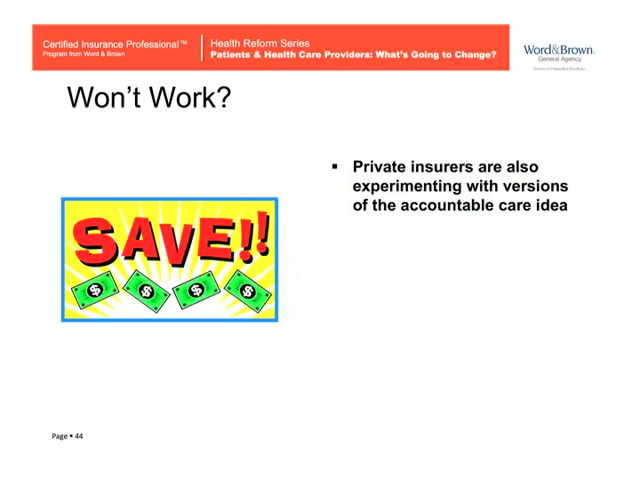 Certified Insurance Professional™
Program from Word & Brown
Health Reform Series
Patients & Health Care Providers: What's Going to Change?
Word&Brown.
General Agency
Won't Work?
▪ Private insurers are also
experimenting with versions
of the accountable care idea
SAVE!!
$ $ $ $
Page ▪ 44